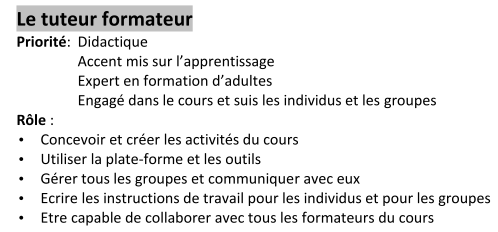 Le tuteur formateur
Priorité: Didactique
Accent mis sur l'apprentissage
Expert en formation d'adultes
Engagé dans le cours et suis les individus et les groupes
Rôle :
• Concevoir et créer les activités du cours
• Utiliser la plate-forme et les outils
• Gérer tous les groupes et communiquer avec eux
• Ecrire les instructions de travail pour les individus et pour les groupes
• Etre capable de collaborer avec tous les formateurs du cours